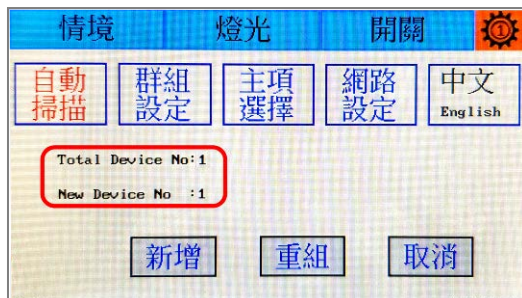 情境 燈光 開關 1
自動掃描 群組設定 主項選擇 網路設定 中文 English
Total Device No:1
New Device No :1
新增 重組 取消